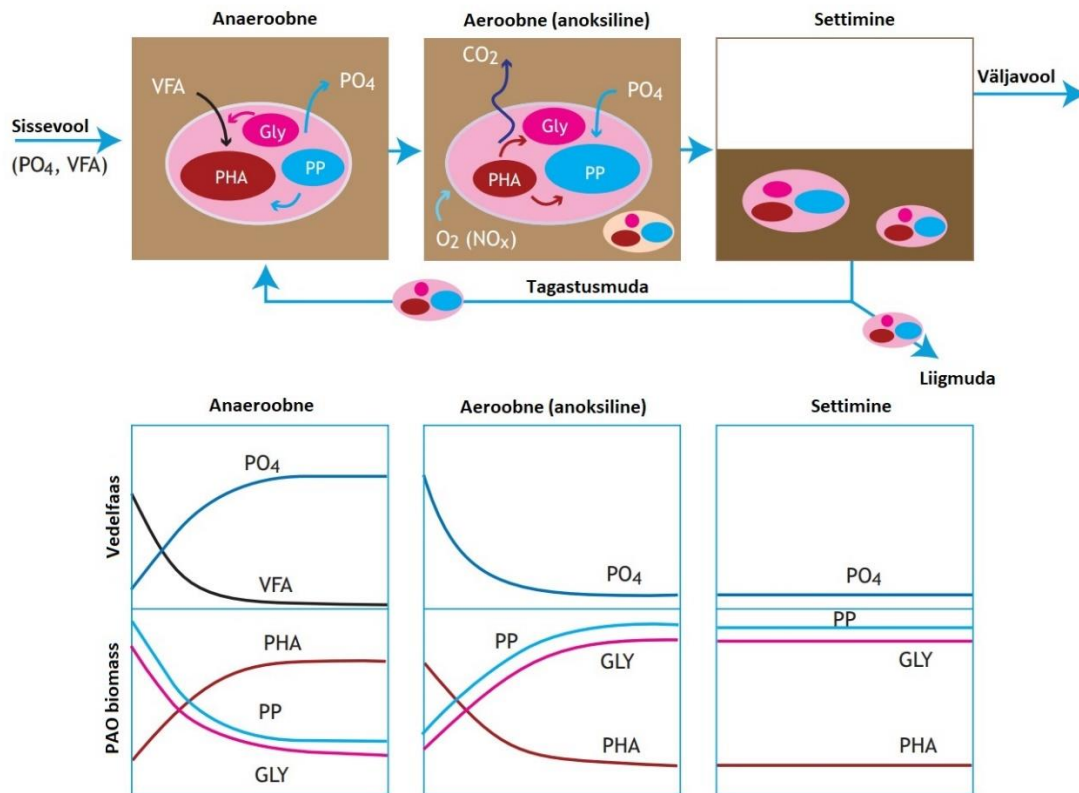 Anaeroobne
Aeroobne (anoksiline)
Settimine
Sissevool
(PO₄, VFA)
VFA
PO₄
Gly
PHA
PP
CO₂
PO₄
Gly
PHA
PP
O₂ (NOₓ)
Väljavool
Tagastusmuda
Liigmuda
Anaeroobne
Aeroobne (anoksiline)
Settimine
Vedelfaas
PO₄
VFA
PO₄
PO₄
PAO biomass
PHA
PP
GLY
PP
GLY
PHA
PP
GLY
PHA